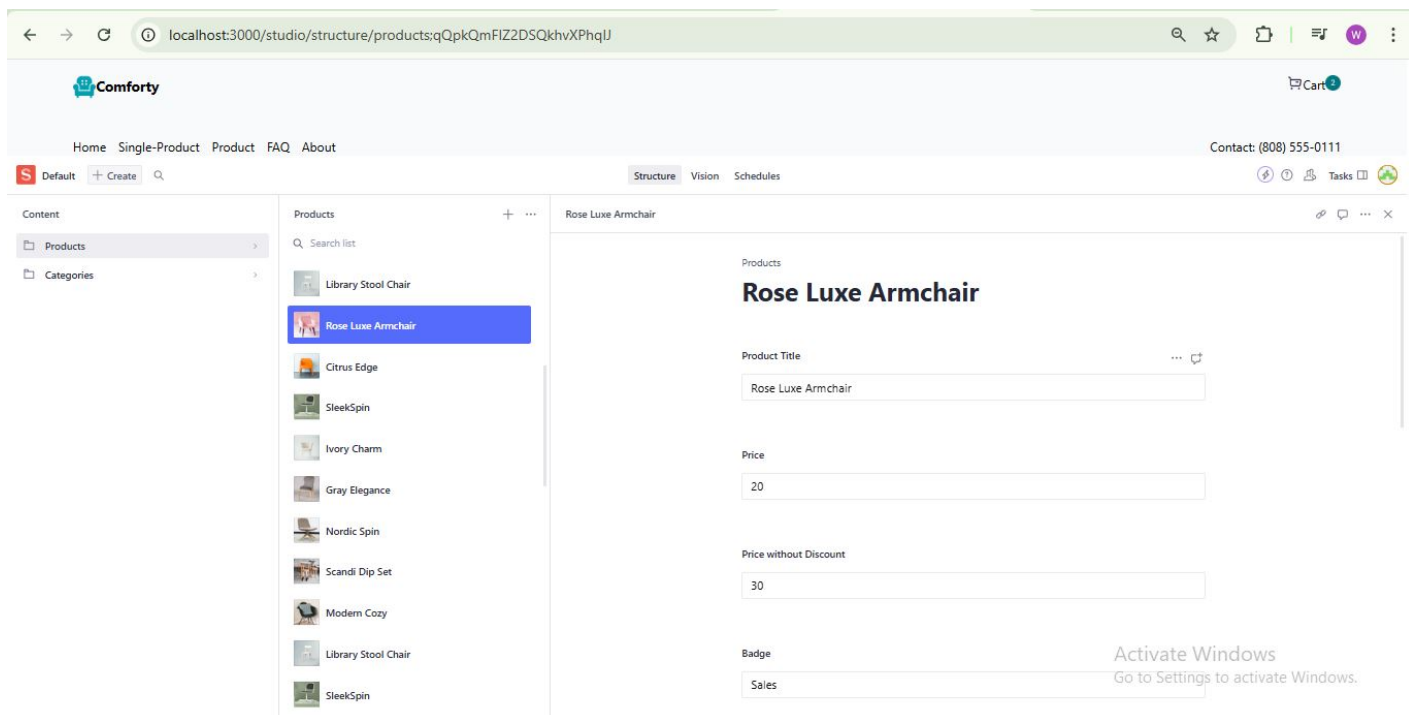 localhost:3000/studio/structure/products;qQpkQmFIZ2DSQkhvXPhqIJ
W
Comforty
Cart 2
Home Single-Product Product FAQ About
Contact: (808) 555-0111
S Default + Create
Structure Vision Schedules
Tasks
Content
Products
Categories
Products
Search list
Library Stool Chair
Rose Luxe Armchair
Citrus Edge
SleekSpin
Ivory Charm
Gray Elegance
Nordic Spin
Scandi Dip Set
Modern Cozy
Library Stool Chair
SleekSpin
Rose Luxe Armchair
Products
Rose Luxe Armchair
Product Title
Rose Luxe Armchair
Price
20
Price without Discount
30
Badge
Sales
Activate Windows
Go to Settings to activate Windows.